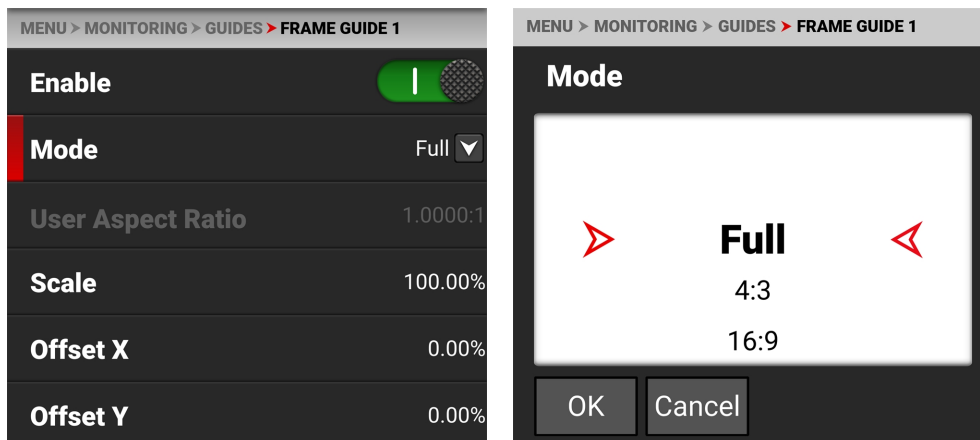 MENU > MONITORING > GUIDES > FRAME GUIDE 1
Enable
Mode Full
User Aspect Ratio 1.0000:1
Scale 100.00%
Offset X 0.00%
Offset Y 0.00%
MENU > MONITORING > GUIDES > FRAME GUIDE 1
Mode
Full
4:3
16:9
OK Cancel